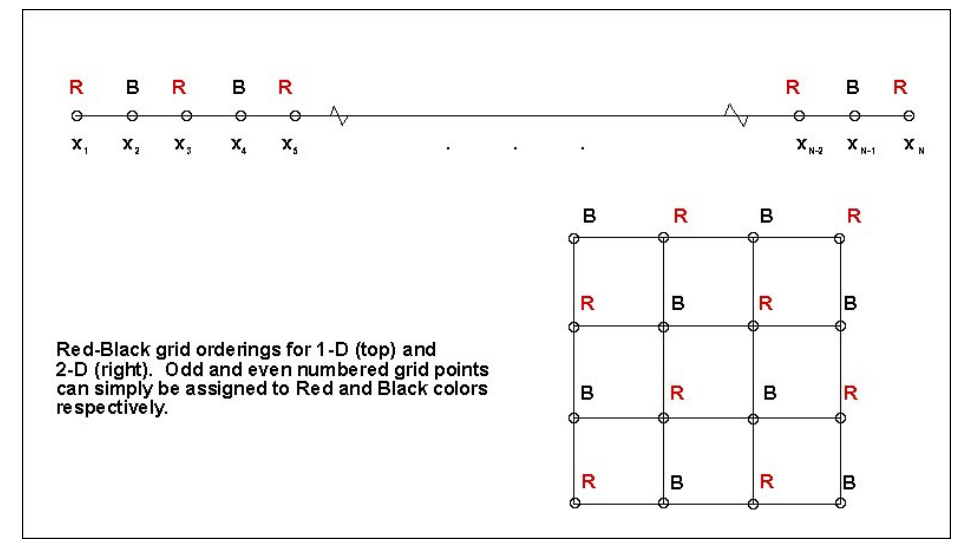 R B R B R R B R
X1 X2 X3 X4 X5 . . . XN-2 XN-1 XN
B R B R
R B R B
Red-Black grid orderings for 1-D (top) and
2-D (right). Odd and even numbered grid points
can simply be assigned to Red and Black colors
respectively.
B R B R
R B R B